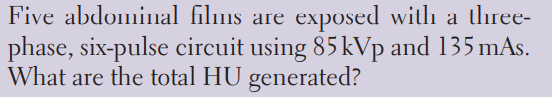 Five abdominal films are exposed with a three-
phase, six-pulse circuit using 85 kVp and 135 mAs.
What are the total HU generated?